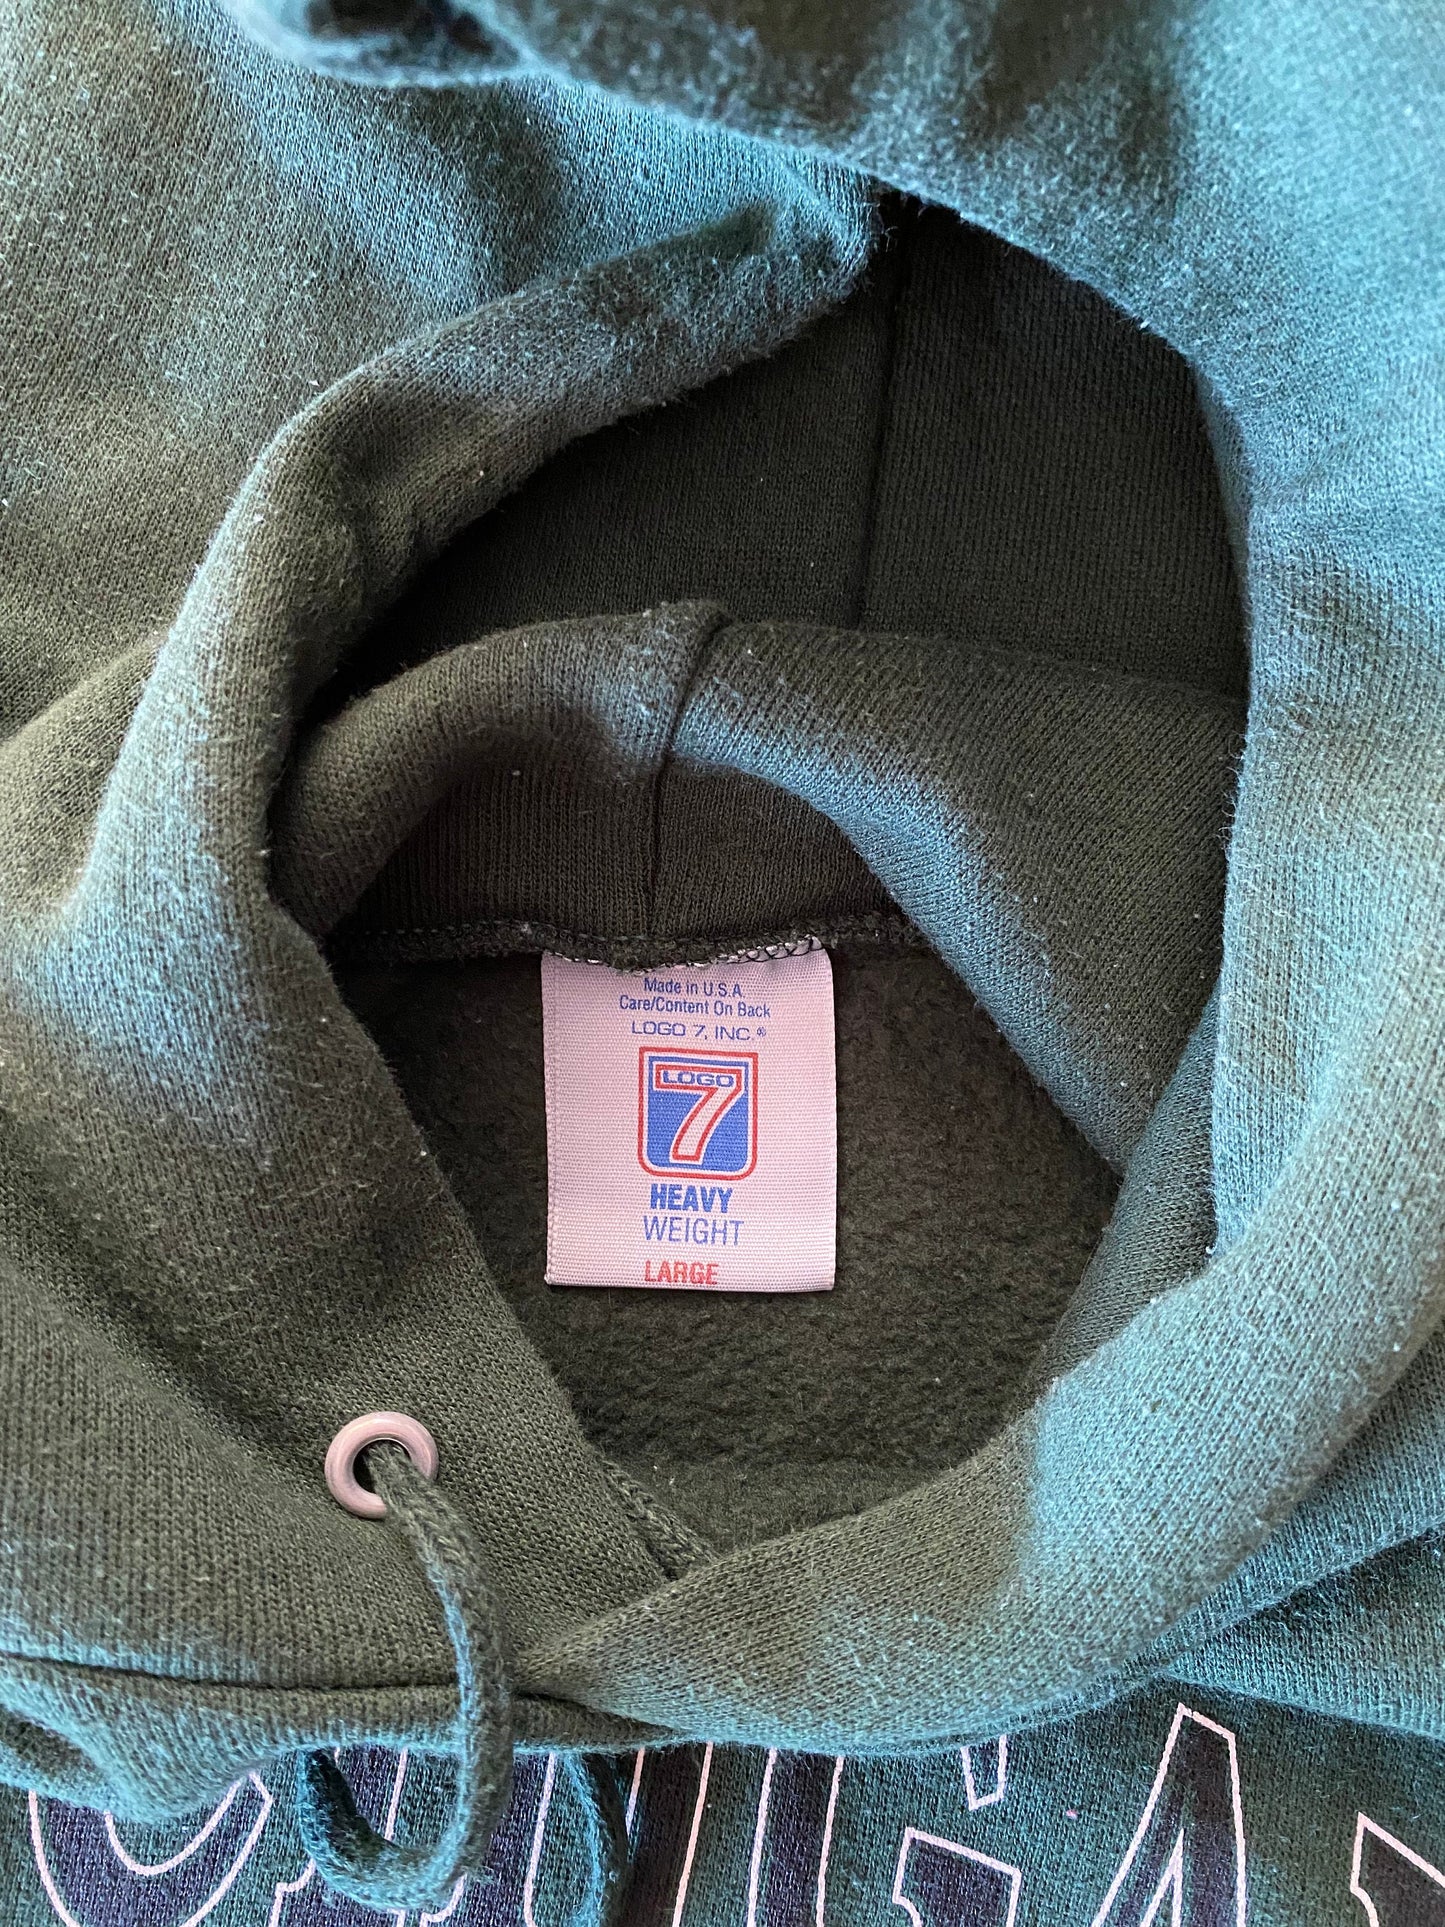 Made in U.S.A.
Care/Content On Back
LOGO 7, INC.®
LOGO
7
HEAVY
WEIGHT
LARGE